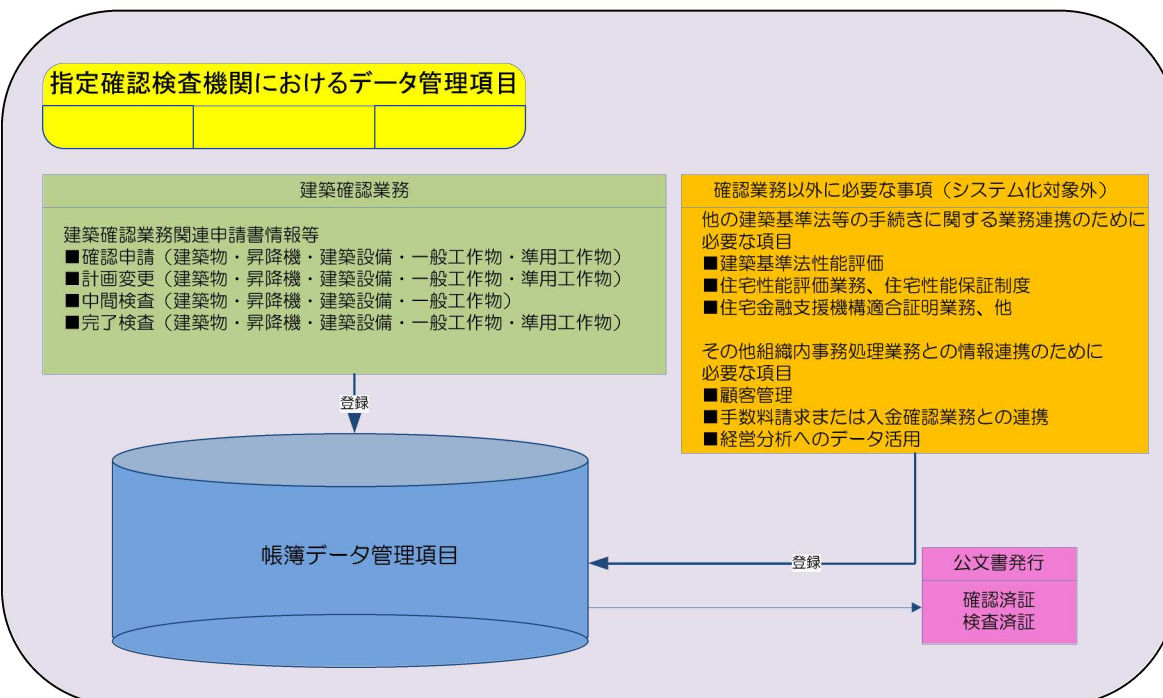 指定確認検査機関におけるデータ管理項目
建築確認業務
建築確認業務関連申請書情報等
■確認申請（建築物・昇降機・建築設備・一般工作物・準用工作物）
■計画変更（建築物・昇降機・建築設備・一般工作物・準用工作物）
■中間検査（建築物・昇降機・建築設備・一般工作物）
■完了検査（建築物・昇降機・建築設備・一般工作物・準用工作物）
確認業務以外に必要な事項（システム化対象外）
他の建築基準法等の手続きに関する業務連携のために
必要な項目
■建築基準法性能評価
■住宅性能評価業務、住宅性能保証制度
■住宅金融支援機構適合証明業務、他
その他組織内事務処理業務との情報連携のために
必要な項目
■顧客管理
■手数料請求または入金確認業務との連携
■経営分析へのデータ活用
登録
帳簿データ管理項目
登録
公文書発行
確認済証
検査済証